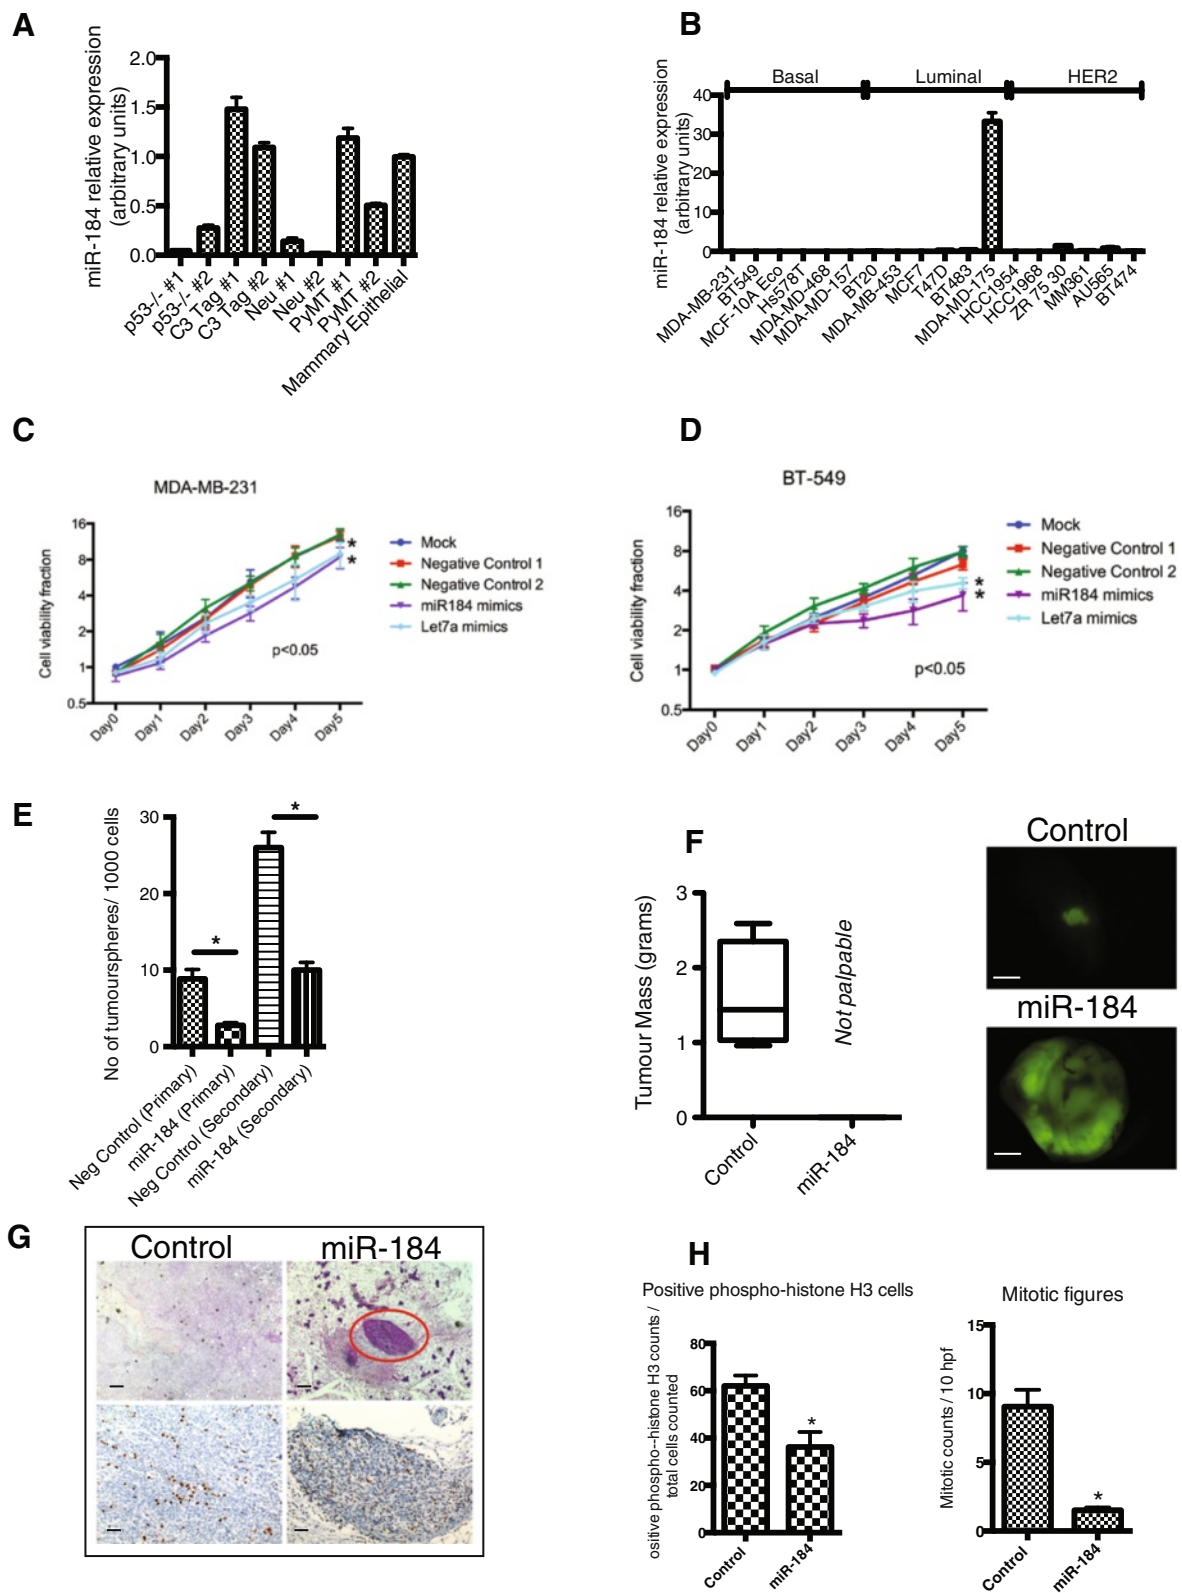 A
miR-184 relative expression
(arbitrary units)
2.0
1.5
1.0
0.5
0.0
p53-/- #1
p53-/- #2
C3 Tag #1
C3 Tag #2
Neu #1
Neu #2
PyMT #1
PyMT #2
Mammary Epithelial
B
miR-184 relative expression
(arbitrary units)
Basal
Luminal
HER2
40
30
20
10
0
MDA-MB-231
BT549
MCF-10A Eco
Hs578T
MDA-MD-468
MDA-MD-157
BT20
MDA-MB-453
MCF7
T47D
BT483
MDA-MD-175
HCC1954
HCC1968
ZR 75 30
MM361
AU565
BT474
C
MDA-MB-231
Cell viability fraction
16
8
4
2
1
0.5
Day0
Day1
Day2
Day3
Day4
Day5
*
*
p<0.05
Mock
Negative Control 1
Negative Control 2
miR184 mimics
Let7a mimics
D
BT-549
Cell viability fraction
16
8
4
2
1
0.5
Day0
Day1
Day2
Day3
Day4
Day5
*
*
p<0.05
Mock
Negative Control 1
Negative Control 2
miR184 mimics
Let7a mimics
E
No of tumourspheres/ 1000 cells
30
20
10
0
*
*
Neg Control (Primary)
miR-184 (Primary)
Neg Control (Secondary)
miR-184 (Secondary)
F
Tumour Mass (grams)
3
2
1
0
Not palpable
Control
miR-184
Control
miR-184
G
Control
miR-184
H
Positive phospho-histone H3 cells
ositive phospho--histone H3 counts /
total cells counted
80
60
40
20
0
*
Control
miR-184
Mitotic figures
Mitotic counts / 10 hpf
15
10
5
0
*
Control
miR-184